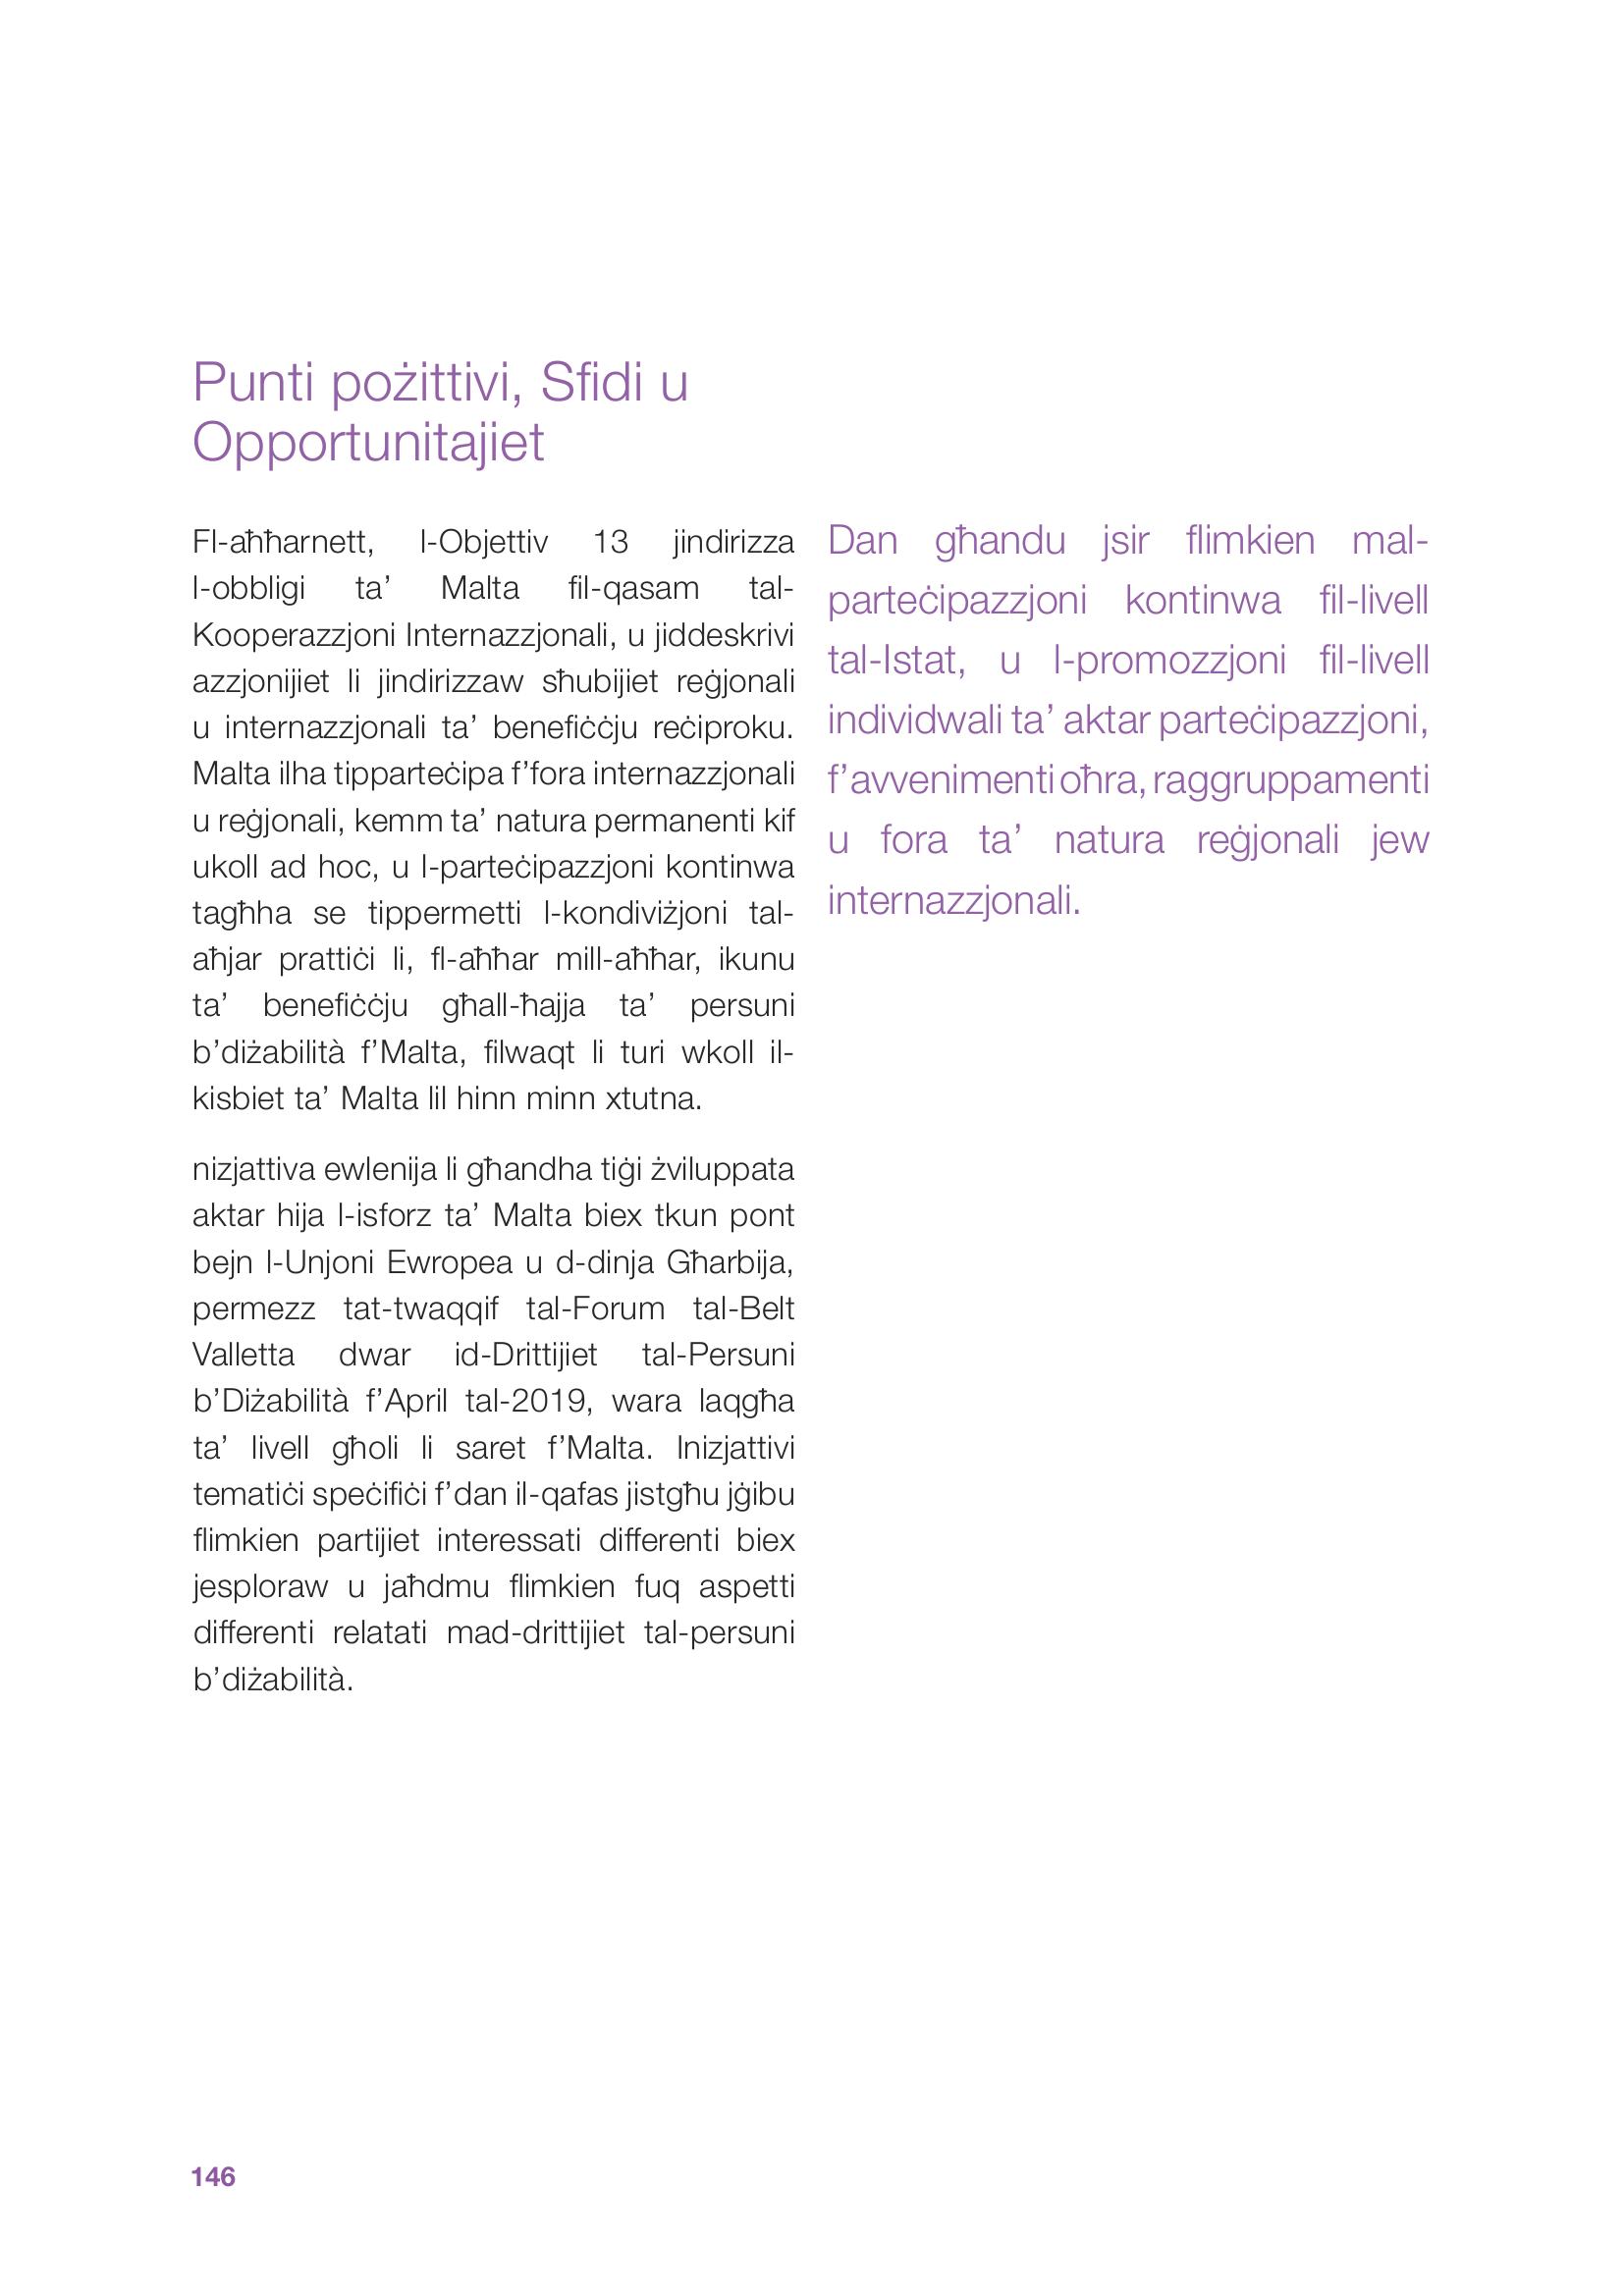 Punti pożittivi, Sfidi u
Opportunitajiet
Fl-aħħarnett, l-Objettiv 13 jindirizza
l-obbligi ta’ Malta fil-qasam tal-
Kooperazzjoni Internazzjonali, u jiddeskrivi
azzjonijiet li jindirizzaw sħubijiet reġjonali
u internazzjonali ta’ benefiċċju reċiproku.
Malta ilha tipparteċipa f’fora internazzjonali
u reġjonali, kemm ta’ natura permanenti kif
ukoll ad hoc, u l-parteċipazzjoni kontinwa
tagħha se tippermetti l-kondiviżjoni tal-
aħjar prattiċi li, fl-aħħar mill-aħħar, ikunu
ta’ benefiċċju għall-ħajja ta’ persuni
b’diżabilità f’Malta, filwaqt li turi wkoll il-
kisbiet ta’ Malta lil hinn minn xtutna.
nizjattiva ewlenija li għandha tiġi żviluppata
aktar hija l-isforz ta’ Malta biex tkun pont
bejn l-Unjoni Ewropea u d-dinja Għarbija,
permezz tat-twaqqif tal-Forum tal-Belt
Valletta dwar id-Drittijiet tal-Persuni
b’Diżabilità f’April tal-2019, wara laqgħa
ta’ livell għoli li saret f’Malta. Inizjattivi
tematiċi speċifiċi f’dan il-qafas jistgħu jġibu
flimkien partijiet interessati differenti biex
jesploraw u jaħdmu flimkien fuq aspetti
differenti relatati mad-drittijiet tal-persuni
b’diżabilità.
Dan għandu jsir flimkien mal-
parteċipazzjoni kontinwa fil-livell
tal-Istat, u l-promozzjoni fil-livell
individwali ta’ aktar parteċipazzjoni,
f’avvenimenti oħra, raggruppamenti
u fora ta’ natura reġjonali jew
internazzjonali.
146